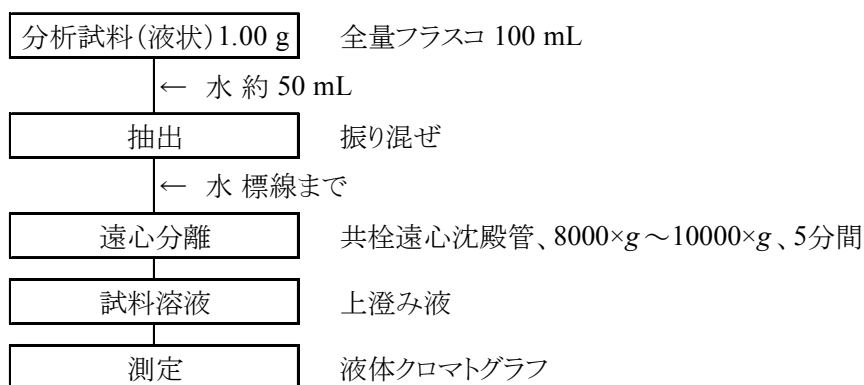 分析試料(液状)1.00 g 全量フラスコ 100 mL
← 水 約 50 mL
抽出 振り混ぜ
← 水 標線まで
遠心分離 共栓遠心沈殿管、8000×g～10000×g、5分間
試料溶液 上澄み液
測定 液体クロマトグラフ